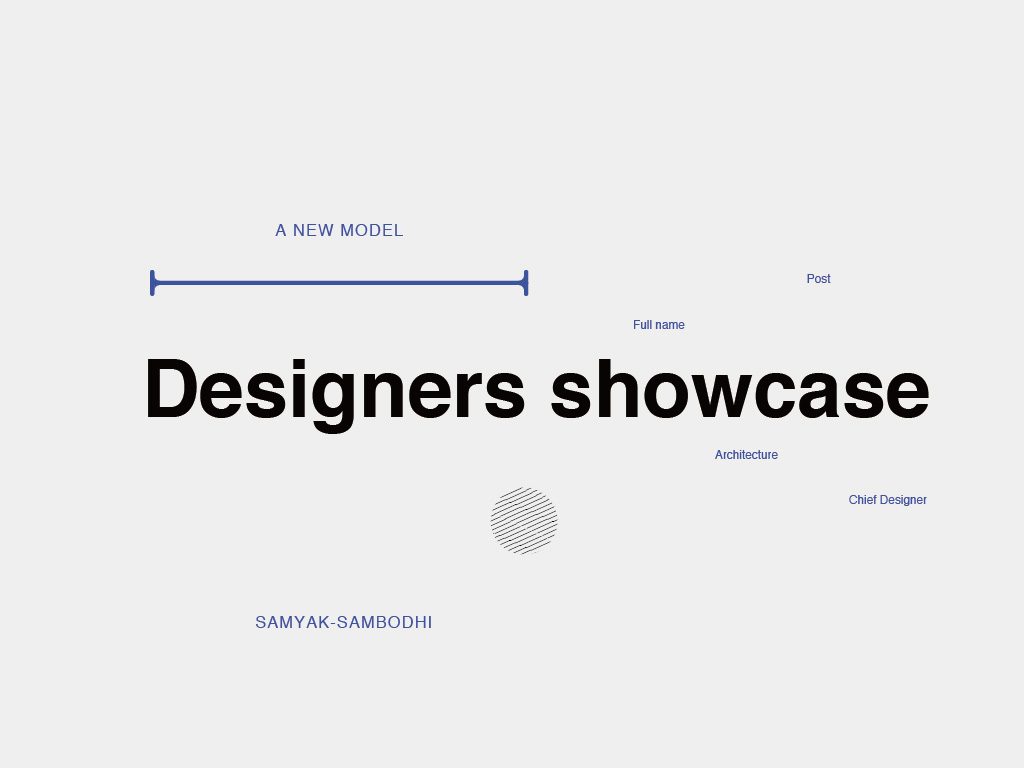 A NEW MODEL
Post
Full name
Designers showcase
Architecture
Chief Designer
SAMYAK-SAMBODHI